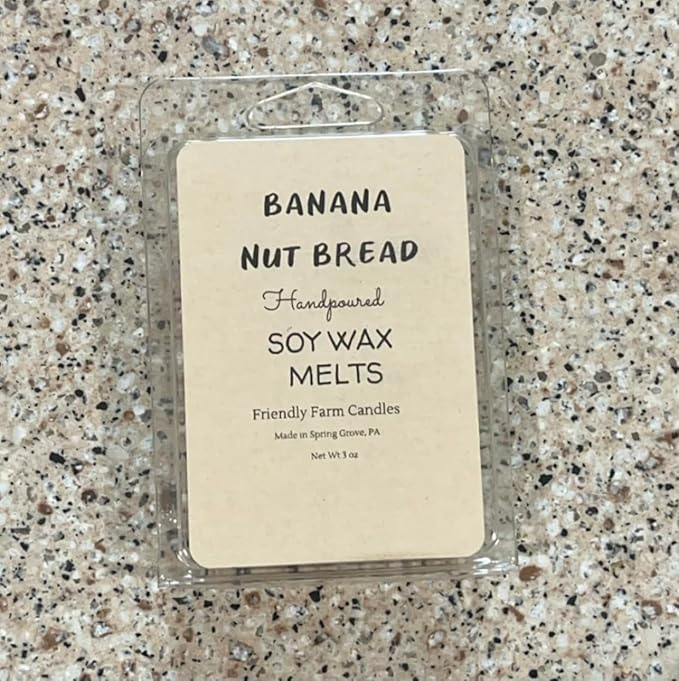 BANANA
NUT BREAD
Handpoured
SOY WAX
MELTS
Friendly Farm Candles
Made in Spring Grove, PA
Net Wt 3 oz